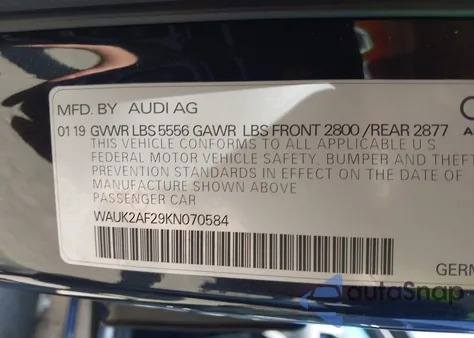 MFD. BY AUDI AG
01 19 GVWR LBS 5556 GAWR LBS FRONT 2800 /REAR 2877
THIS VEHICLE CONFORMS TO ALL APPLICABLE U S
FEDERAL MOTOR VEHICLE SAFETY, BUMPER AND THEFT
PREVENTION STANDARDS IN EFFECT ON THE DATE OF
MANUFACTURE SHOWN ABOVE
PASSENGER CAR
WAUK2AF29KN070584
GERM
autoSnap